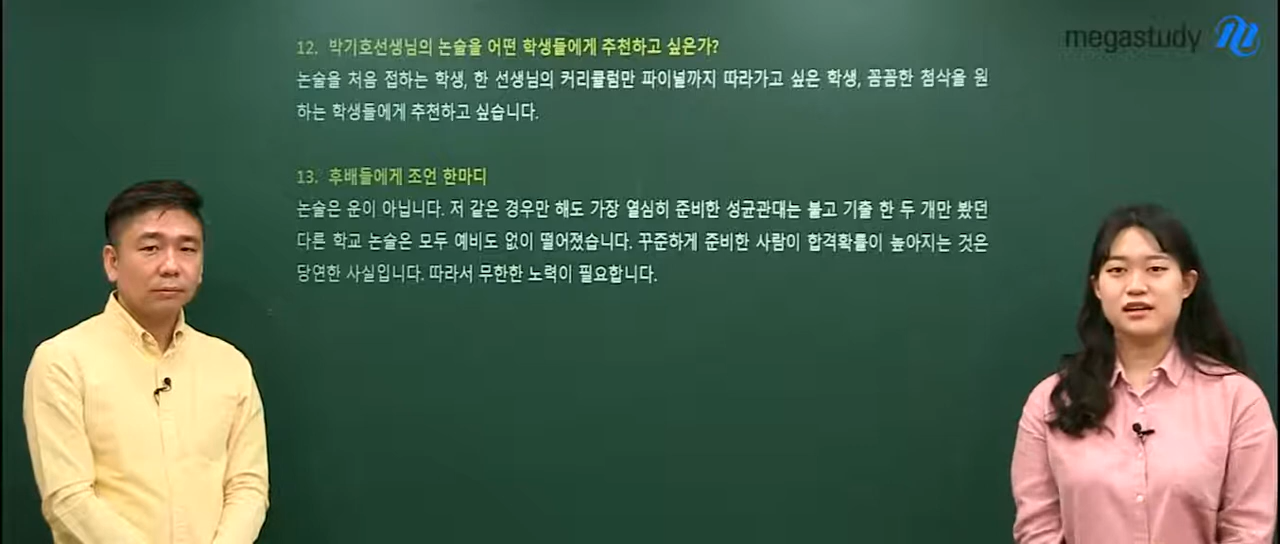 megastudy
12. 박기호선생님의 논술을 어떤 학생들에게 추천하고 싶은가?
논술을 처음 접하는 학생, 한 선생님의 커리큘럼만 파이널까지 따라가고 싶은 학생, 꼼꼼한 첨삭을 원
하는 학생들에게 추천하고 싶습니다.
13. 후배들에게 조언 한마디
논술은 운이 아닙니다. 저 같은 경우만 해도 가장 열심히 준비한 성균관대는 붙고 기출 한 두 개만 봤던
다른 학교 논술은 모두 예비도 없이 떨어졌습니다. 꾸준하게 준비한 사람이 합격확률이 높아지는 것은
당연한 사실입니다. 따라서 무한한 노력이 필요합니다.